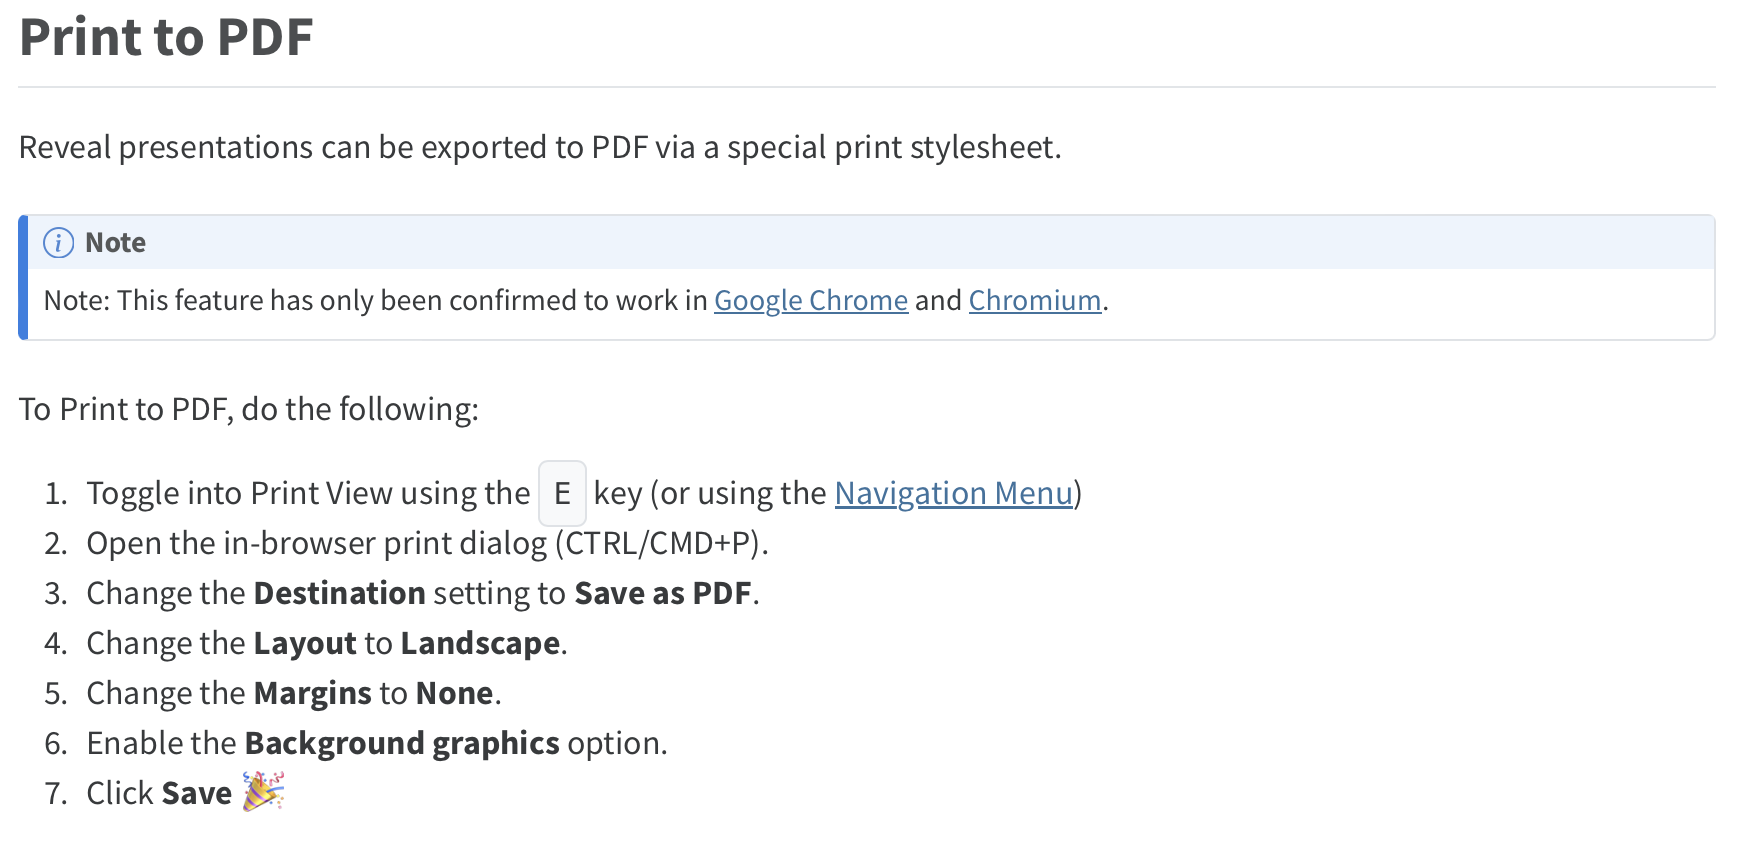 Print to PDF
Reveal presentations can be exported to PDF via a special print stylesheet.
Note
Note: This feature has only been confirmed to work in Google Chrome and Chromium.
To Print to PDF, do the following:
1. Toggle into Print View using the E key (or using the Navigation Menu)
2. Open the in-browser print dialog (CTRL/CMD+P).
3. Change the Destination setting to Save as PDF.
4. Change the Layout to Landscape.
5. Change the Margins to None.
6. Enable the Background graphics option.
7. Click Save 🎉